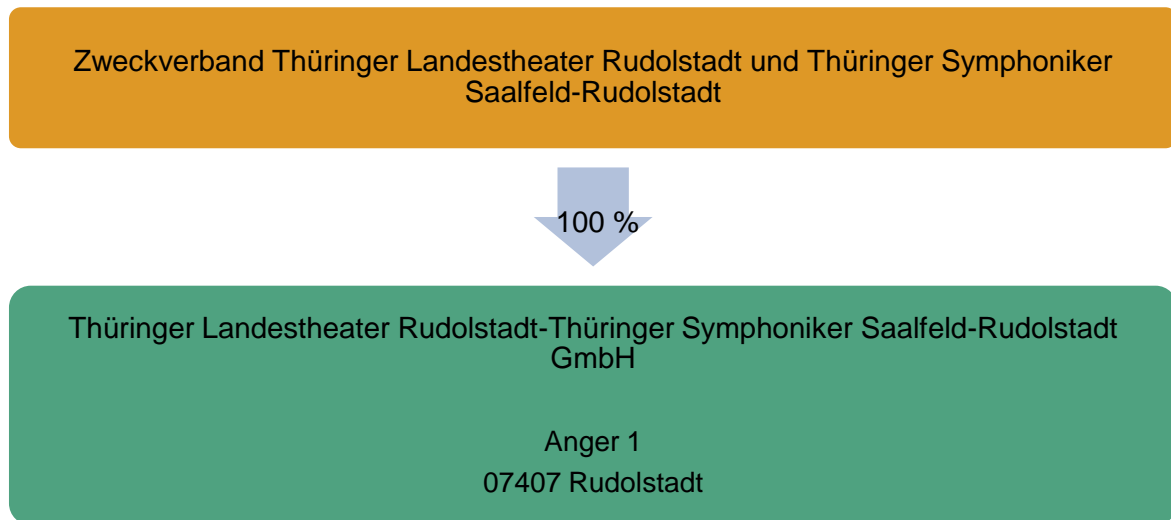 Zweckverband Thüringer Landestheater Rudolstadt und Thüringer Symphoniker
Saalfeld-Rudolstadt
100 %
Thüringer Landestheater Rudolstadt-Thüringer Symphoniker Saalfeld-Rudolstadt
GmbH
Anger 1
07407 Rudolstadt